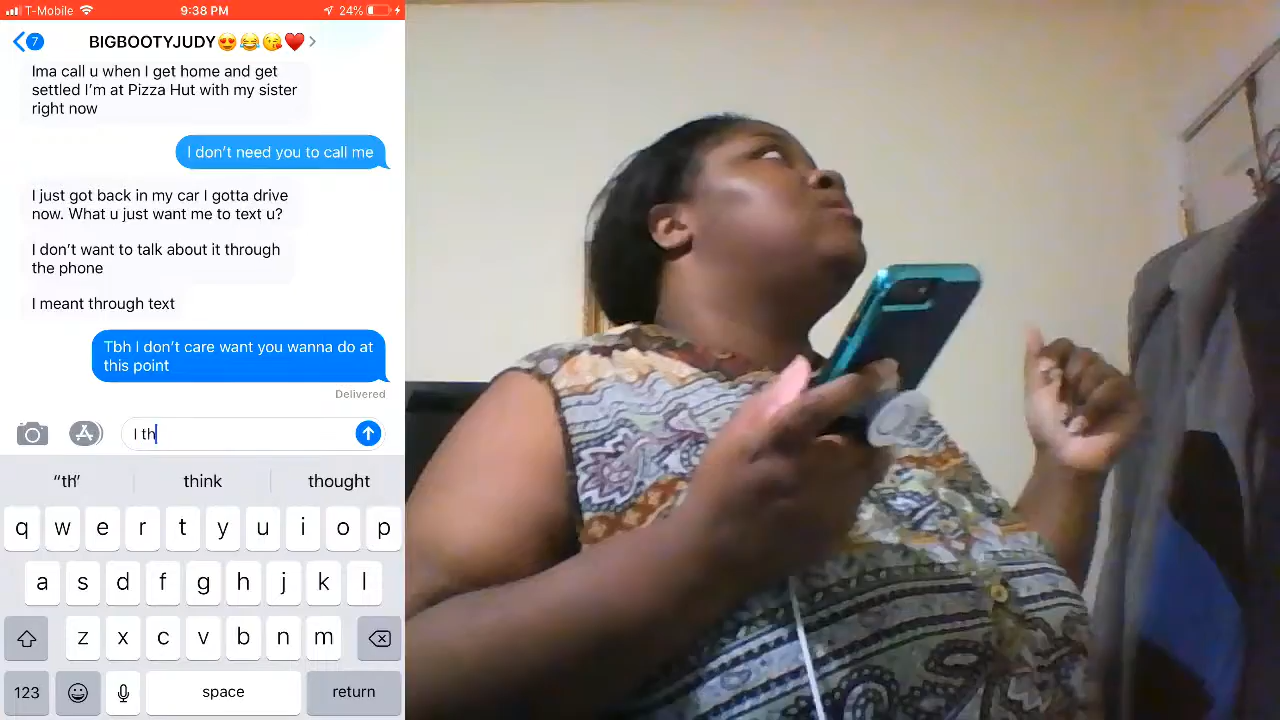 T-Mobile 9:38 PM 24%
7 BIGBOOTYJUDY😍😂😘❤️
Ima call u when I get home and get
settled I'm at Pizza Hut with my sister
right now
I don't need you to call me
I just got back in my car I gotta drive
now. What u just want me to text u?
I don't want to talk about it through
the phone
I meant through text
Tbh I don't care want you wanna do at
this point
Delivered
I th
"th" think thought
q w e r t y u i o p
a s d f g h j k l
z x c v b n m
123 space return